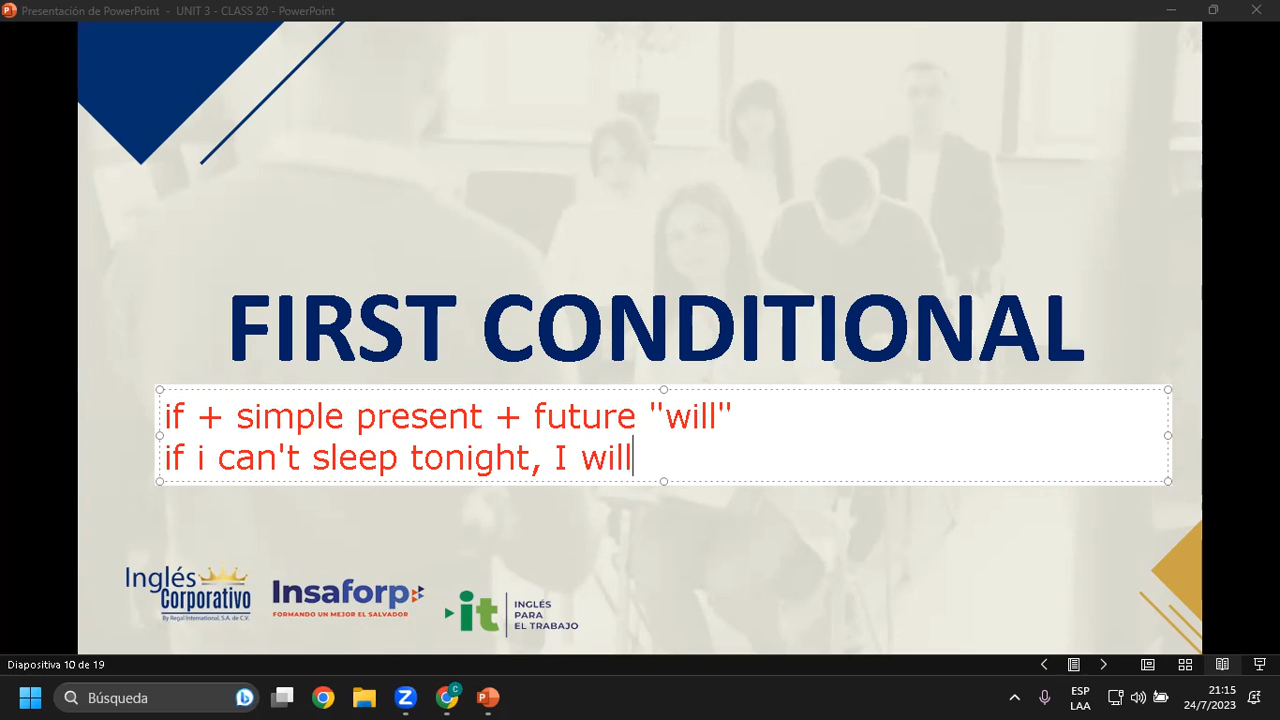 Presentación de PowerPoint - UNIT 3 - CLASS 20 - PowerPoint
FIRST CONDITIONAL
if + simple present + future "will"
if i can't sleep tonight, I will
Inglés
Corporativo
By Regal International, S.A. de C.V.
Insaforp
FORMANDO UN MEJOR EL SALVADOR
it
INGLÉS
PARA
EL TRABAJO
Diapositiva 10 de 19
Búsqueda
ESP
LAA
21:15
24/7/2023